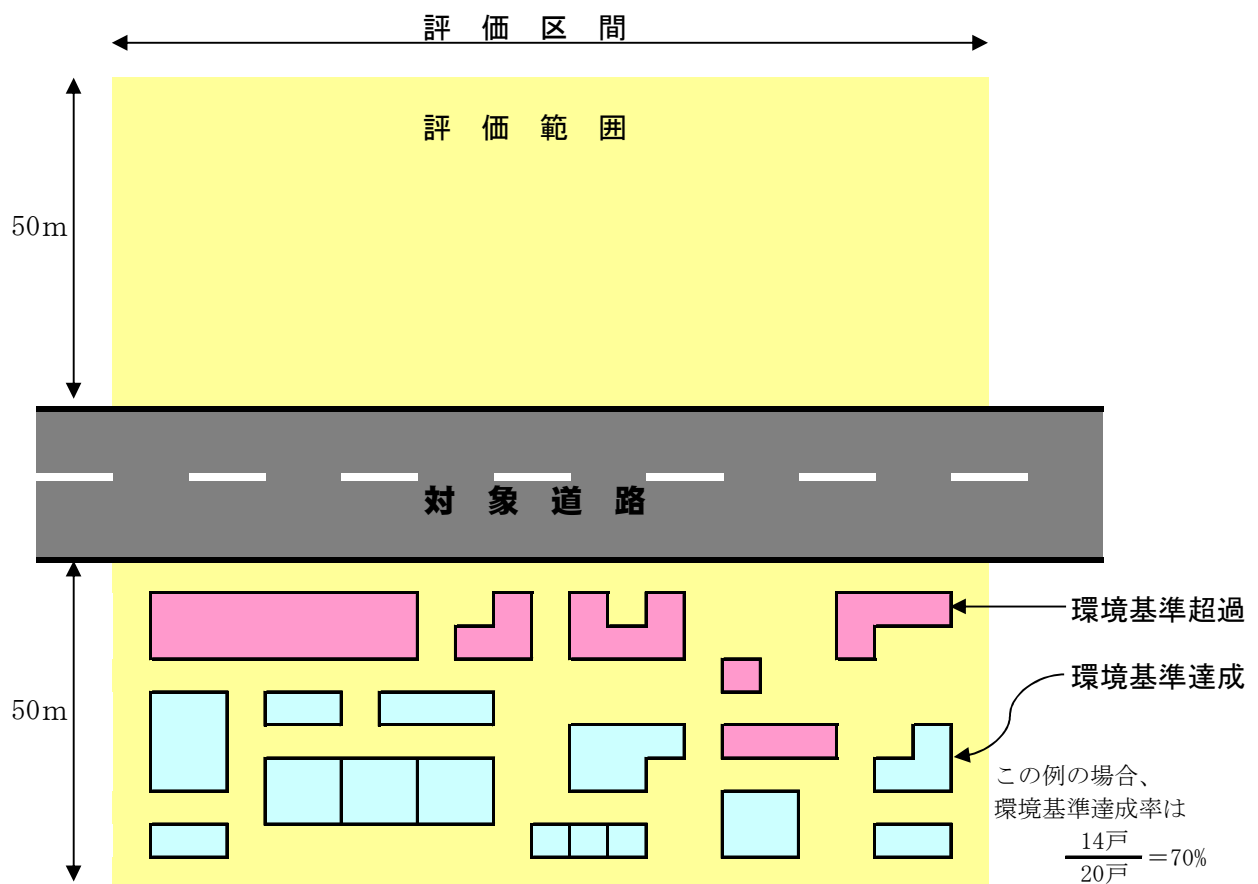 評価区間
評価範囲
50m
対象道路
環境基準超過
環境基準達成
50m
この例の場合、
環境基準達成率は
14戸
20戸
＝70%